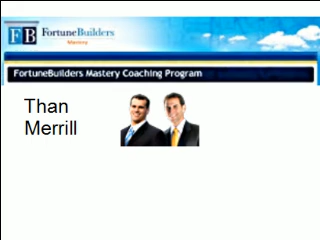 FB FortuneBuilders
Mastery
FortuneBuilders Mastery Coaching Program
Than
Merrill